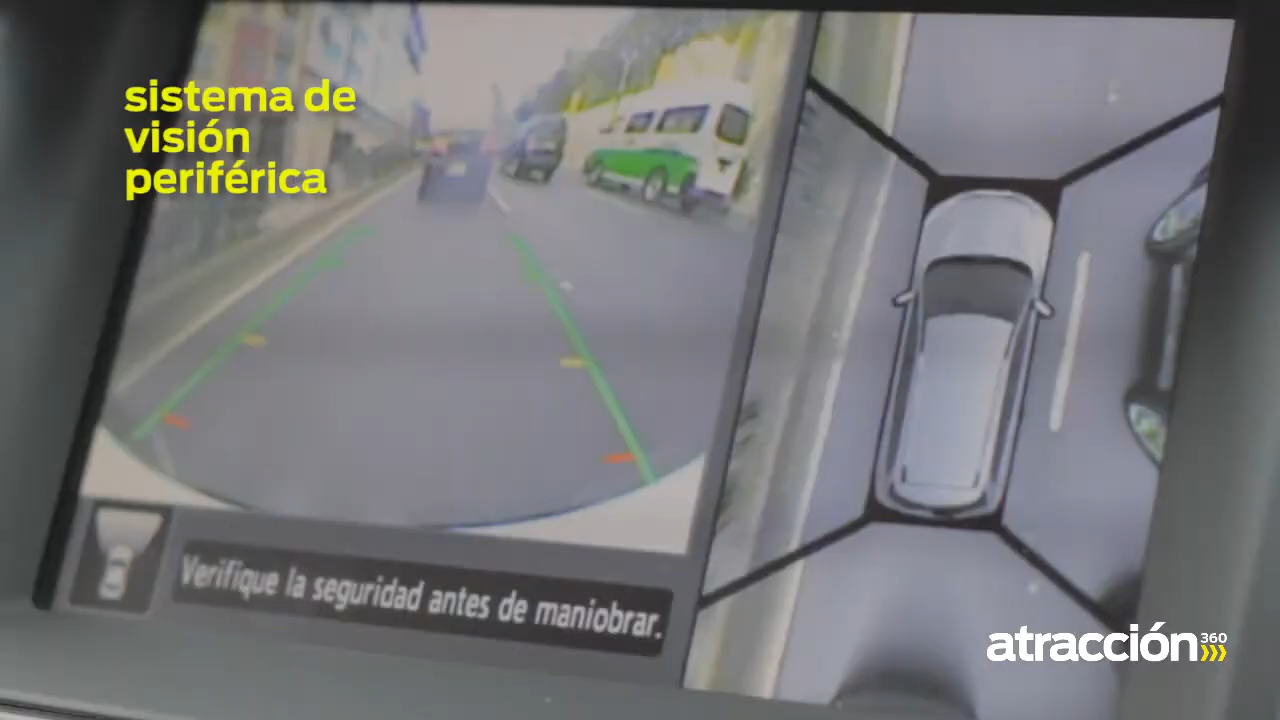 sistema de
visión
periférica
Verifique la seguridad antes de maniobrar.
atracción360